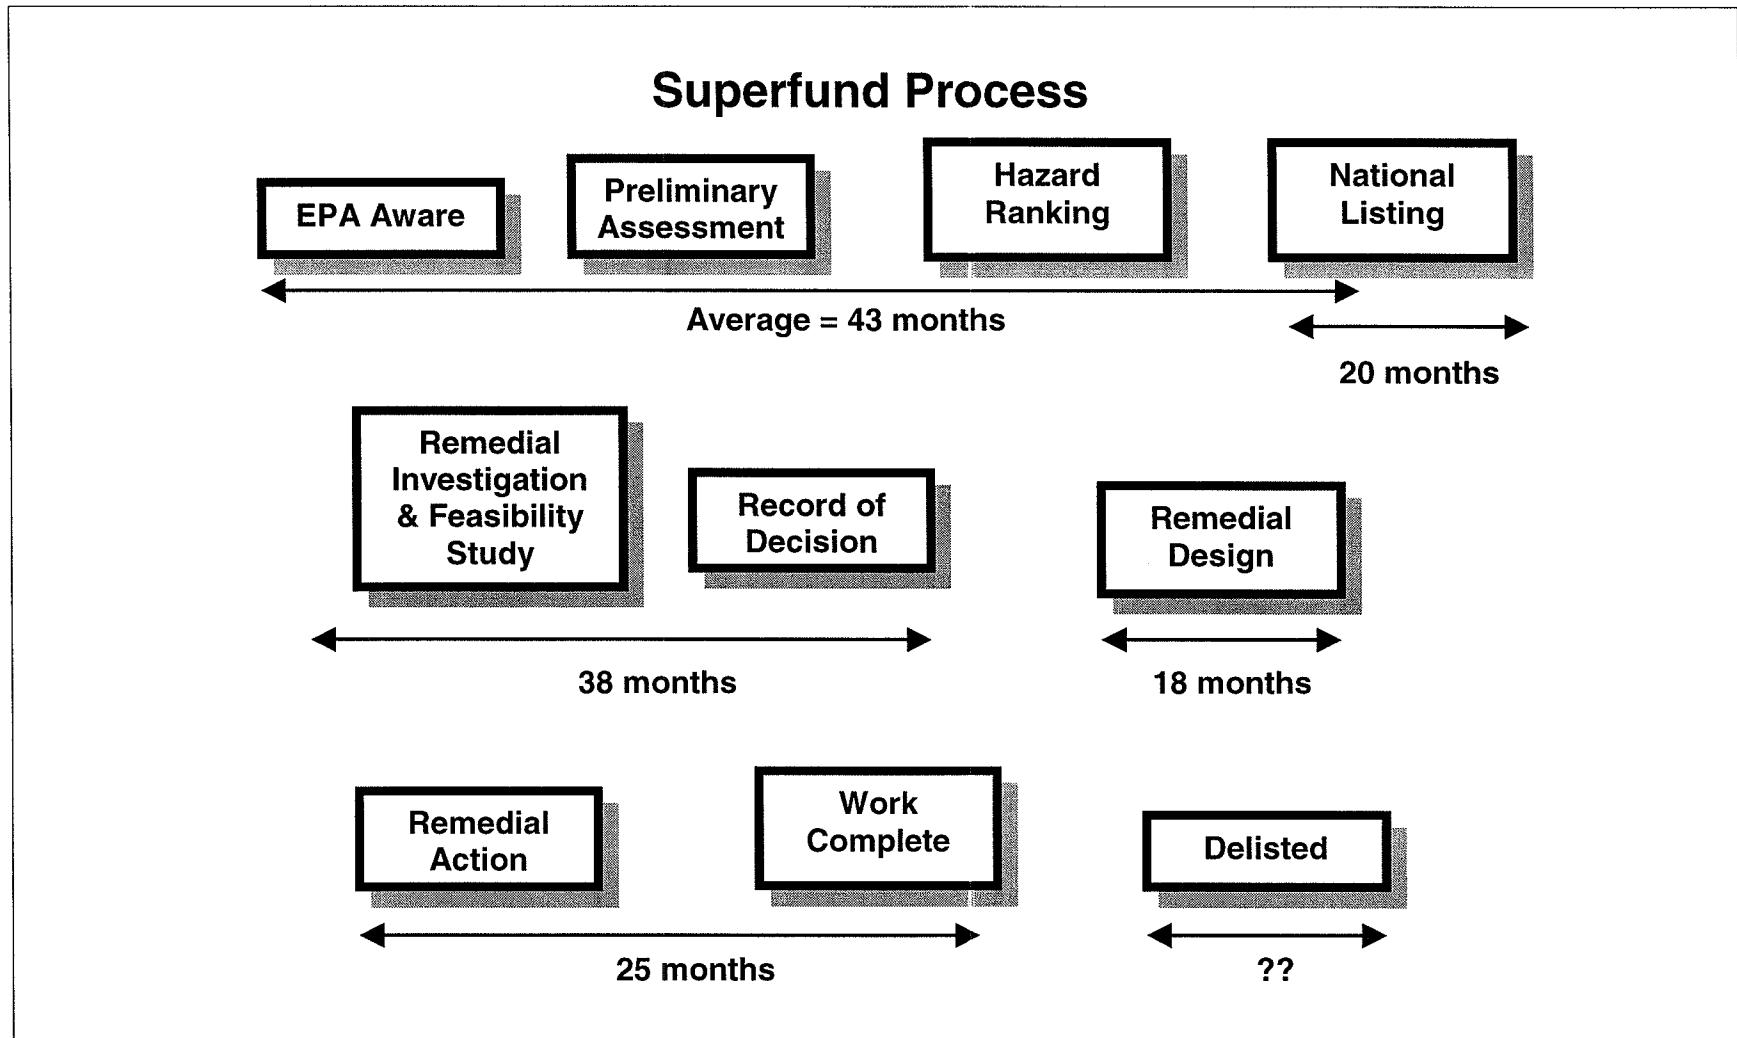 Superfund Process
EPA Aware
Preliminary
Assessment
Hazard
Ranking
National
Listing
Average = 43 months
20 months
Remedial
Investigation
& Feasibility
Study
Record of
Decision
Remedial
Design
38 months
18 months
Remedial
Action
Work
Complete
Delisted
25 months
??